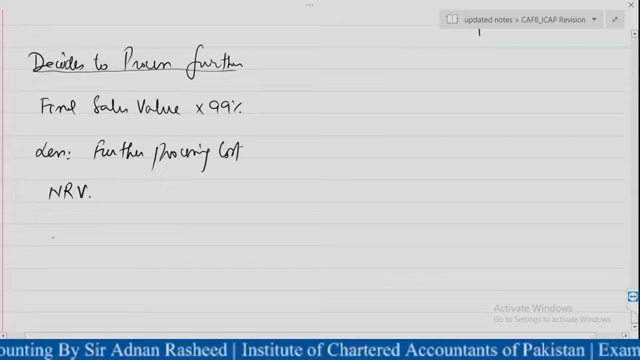 updated notes > CAF8_ICAP Revision
Decides to Process further
Final Sales Value × 99%
Less: Further processing Cost
NRV.
Activate Windows
Go to Settings to activate Windows.
ounting By Sir Adnan Rasheed | Institute of Chartered Accountants of Pakistan | Exam